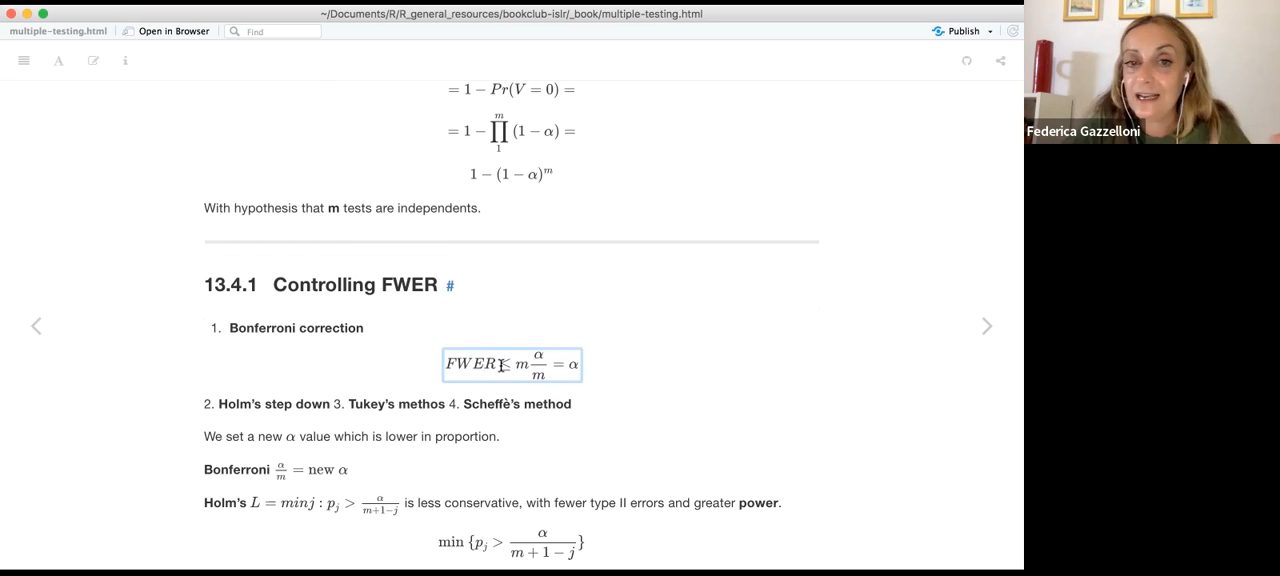 ~/Documents/R/R_general_resources/bookclub-islr/_book/multiple-testing.html
multiple-testing.html Open in Browser Find Publish
A i
= 1 − Pr(V = 0) =
= 1 − ∏₁ᵐ (1 − α) =
1 − (1 − α)ᵐ
With hypothesis that m tests are independents.
13.4.1 Controlling FWER #
1. Bonferroni correction
FWER ≤ m α/m = α
2. Holm's step down 3. Tukey's methos 4. Scheffè's method
We set a new α value which is lower in proportion.
Bonferroni α/m = new α
Holm's L = minj : pⱼ > α/(m+1−j) is less conservative, with fewer type II errors and greater power.
min {pⱼ > α/(m + 1 − j)}
Federica Gazzelloni